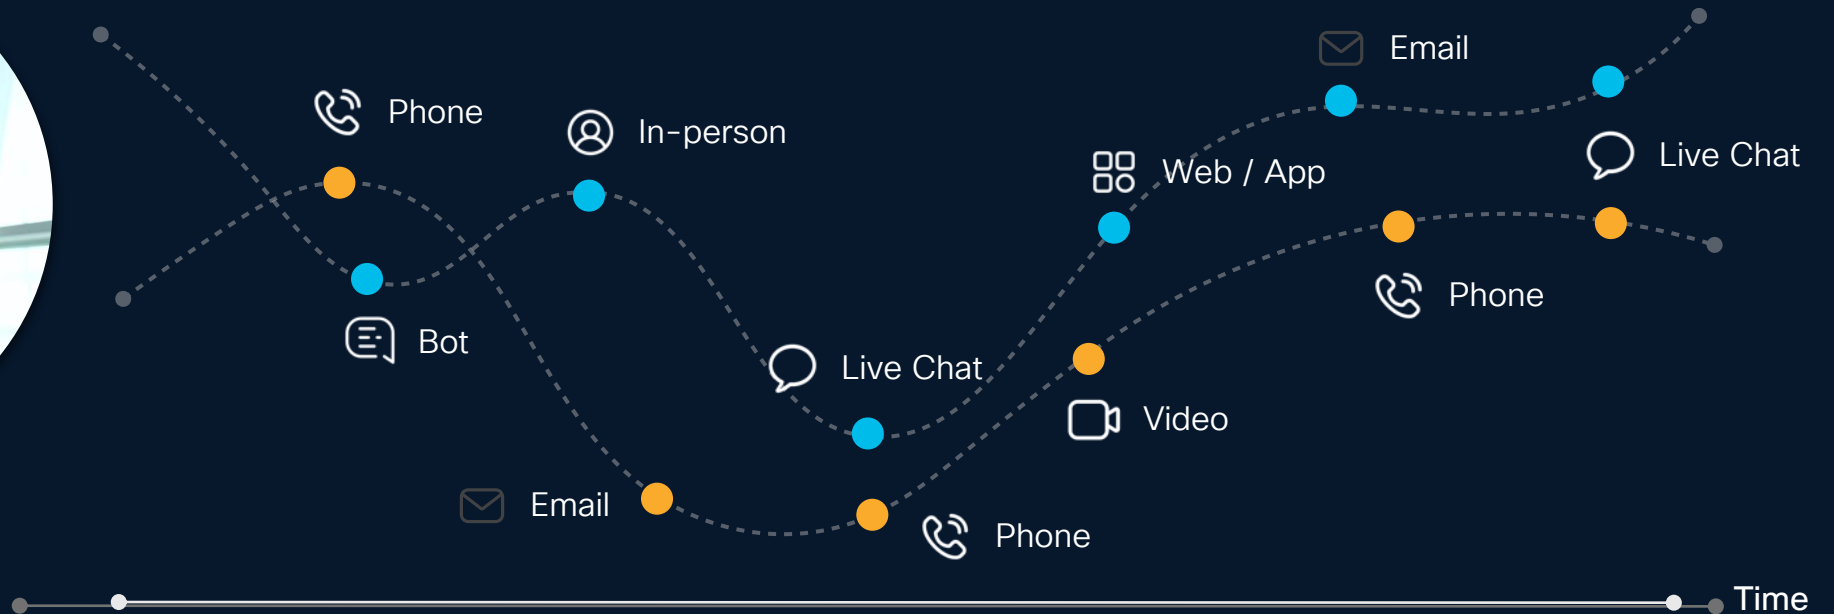 Email
Phone
In-person
Live Chat
Web / App
Phone
Bot
Live Chat
Video
Email
Phone
Time